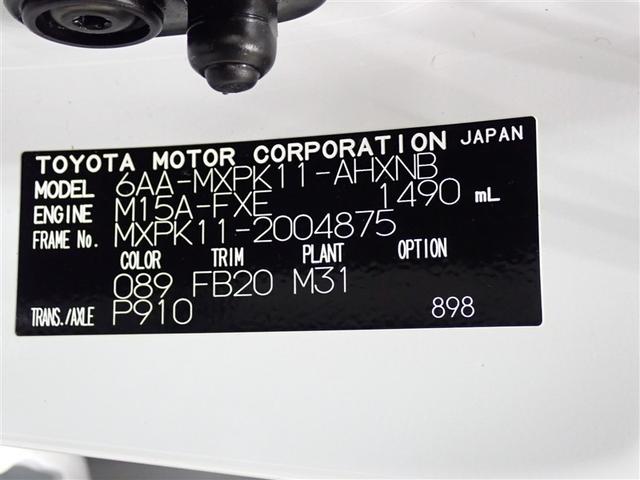 TOYOTA MOTOR CORPORATION JAPAN
MODEL 6AA-MXPK11-AHXNB
ENGINE M15A-FXE 1490 mL
FRAME No. MXPK11-2004875
COLOR TRIM PLANT OPTION
089 FB20 M31
TRANS./AXLE P910 898